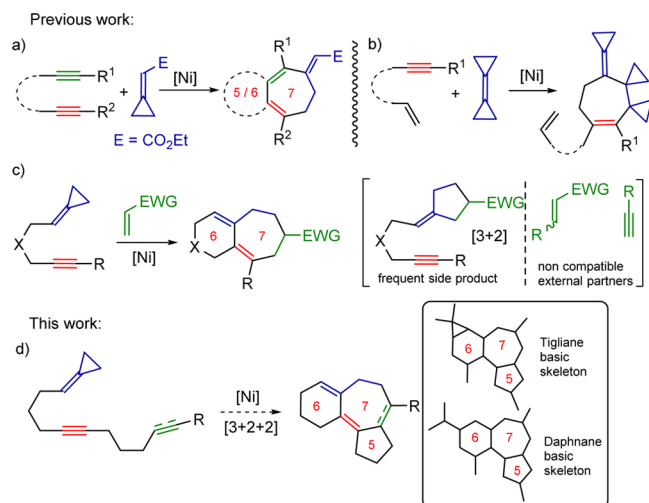 Previous work:
a)
R¹
R²
+
E
E = CO₂Et
[Ni]
5 / 6
7
R¹
E
R²
b)
R¹
+
[Ni]
R¹
c)
X
R
EWG
[Ni]
X
6
7
EWG
R
X
R
EWG
[3+2]
frequent side product
EWG
R
R
non compatible
external partners
This work:
d)
R
[Ni]
[3+2+2]
6
7
5
R
6
7
5
Tigliane
basic
skeleton
6
7
5
Daphnane
basic
skeleton